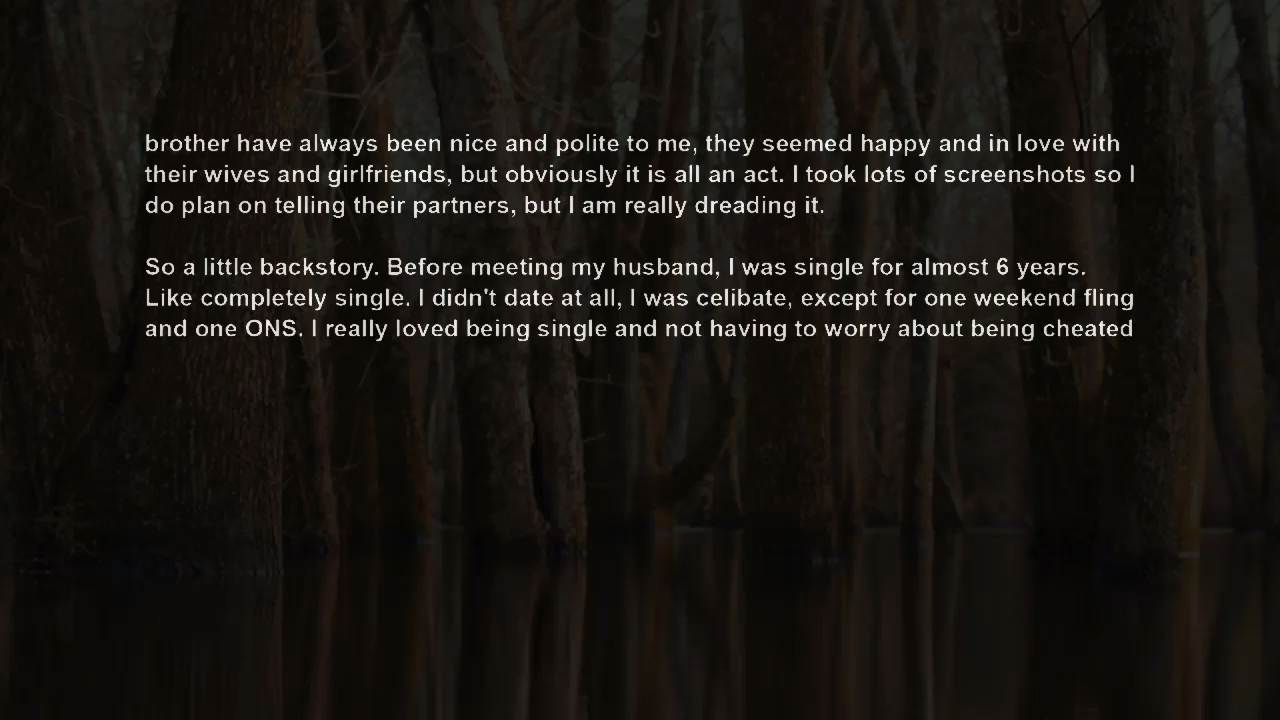 brother have always been nice and polite to me, they seemed happy and in love with
their wives and girlfriends, but obviously it is all an act. I took lots of screenshots so I
do plan on telling their partners, but I am really dreading it.
So a little backstory. Before meeting my husband, I was single for almost 6 years.
Like completely single. I didn't date at all, I was celibate, except for one weekend fling
and one ONS. I really loved being single and not having to worry about being cheated